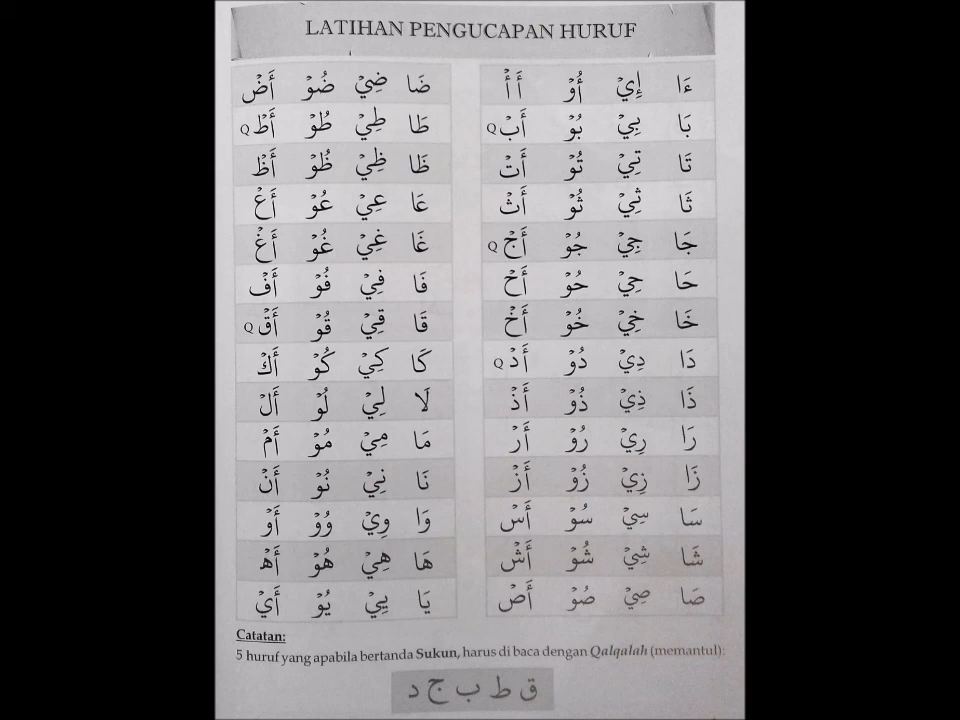 LATIHAN PENGUCAPAN HURUF
ءَا إِيۡ أُوۡ أَأۡ
بَا بِيۡ بُوۡ أَبۡ Q
تَا تِيۡ تُوۡ أَتۡ
ثَا ثِيۡ ثُوۡ أَثۡ
جَا جِيۡ جُوۡ أَجۡ Q
حَا حِيۡ حُوۡ أَحۡ
خَا خِيۡ خُوۡ أَخۡ
دَا دِيۡ دُوۡ أَدۡ Q
ذَا ذِيۡ ذُوۡ أَذۡ
رَا رِيۡ رُوۡ أَرۡ
زَا زِيۡ زُوۡ أَزۡ
سَا سِيۡ سُوۡ أَسۡ
شَا شِيۡ شُوۡ أَشۡ
صَا صِيۡ صُوۡ أَصۡ
ضَا ضِيۡ ضُوۡ أَضۡ
طَا طِيۡ طُوۡ أَطۡ Q
ظَا ظِيۡ ظُوۡ أَظۡ
عَا عِيۡ عُوۡ أَعۡ
غَا غِيۡ غُوۡ أَغۡ
فَا فِيۡ فُوۡ أَفۡ
قَا قِيۡ قُوۡ أَقۡ Q
كَا كِيۡ كُوۡ أَكۡ
لَا لِيۡ لُوۡ أَلۡ
مَا مِيۡ مُوۡ أَمۡ
نَا نِيۡ نُوۡ أَنۡ
وَا وِيۡ وُوۡ أَوۡ
هَا هِيۡ هُوۡ أَهۡ
يَا يِيۡ يُوۡ أَيۡ
Catatan:
5 huruf yang apabila bertanda Sukun, harus di baca dengan Qalqalah (memantul):
ق ط ب ج د